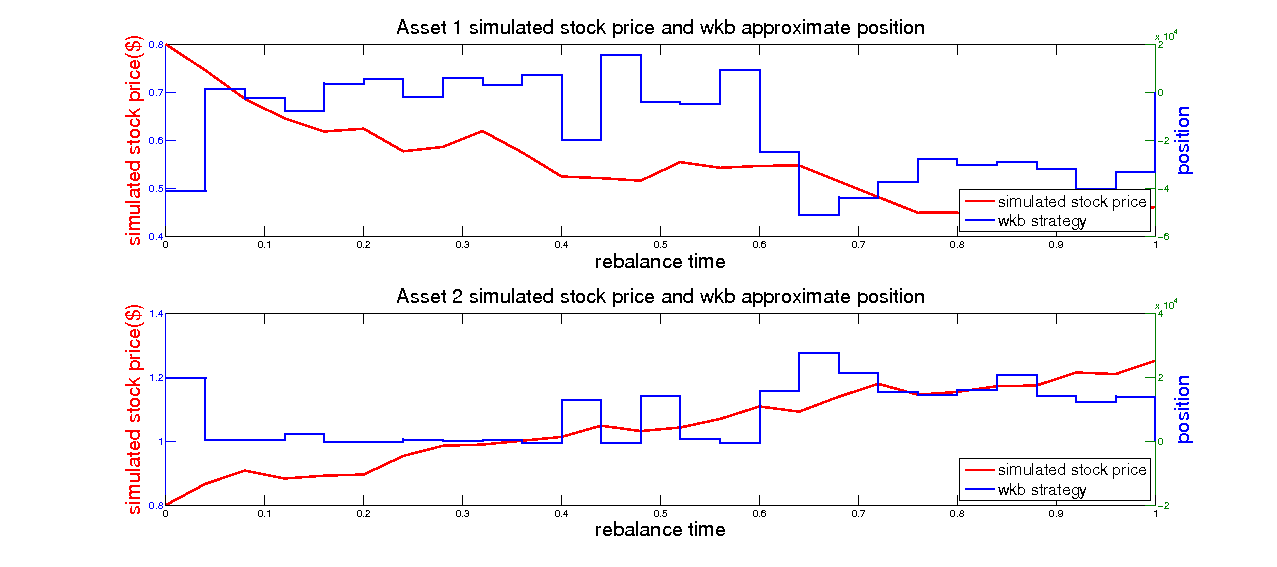 Asset 1 simulated stock price and wkb approximate position
x 10^4
simulated stock price($)
0.8
0.7
0.6
0.5
0.4
2
0
−2
−4
−6
position
simulated stock price
wkb strategy
0 0.1 0.2 0.3 0.4 0.5 0.6 0.7 0.8 0.9 1
rebalance time
Asset 2 simulated stock price and wkb approximate position
x 10^4
simulated stock price($)
1.4
1.2
1
0.8
4
2
0
−2
position
simulated stock price
wkb strategy
0 0.1 0.2 0.3 0.4 0.5 0.6 0.7 0.8 0.9 1
rebalance time